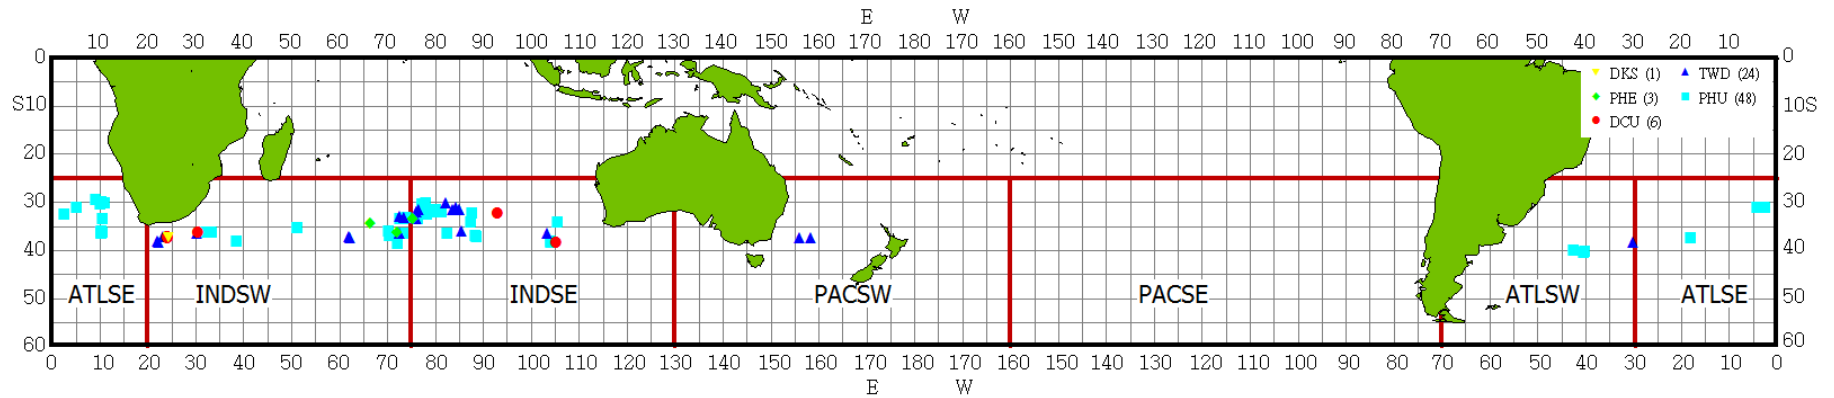 E W
10 20 30 40 50 60 70 80 90 100 110 120 130 140 150 160 170 180 170 160 150 140 130 120 110 100 90 80 70 60 50 40 30 20 10
0 0
DKS (1) TWD (24)
S10 PHE (3) PHU (48) 10S
DCU (6)
20 20
30 30
40 40
50 ATLSE INDSW INDSE PACSW PACSE ATLSW ATLSE 50
60 60
0 10 20 30 40 50 60 70 80 90 100 110 120 130 140 150 160 170 180 170 160 150 140 130 120 110 100 90 80 70 60 50 40 30 20 10 0
E W